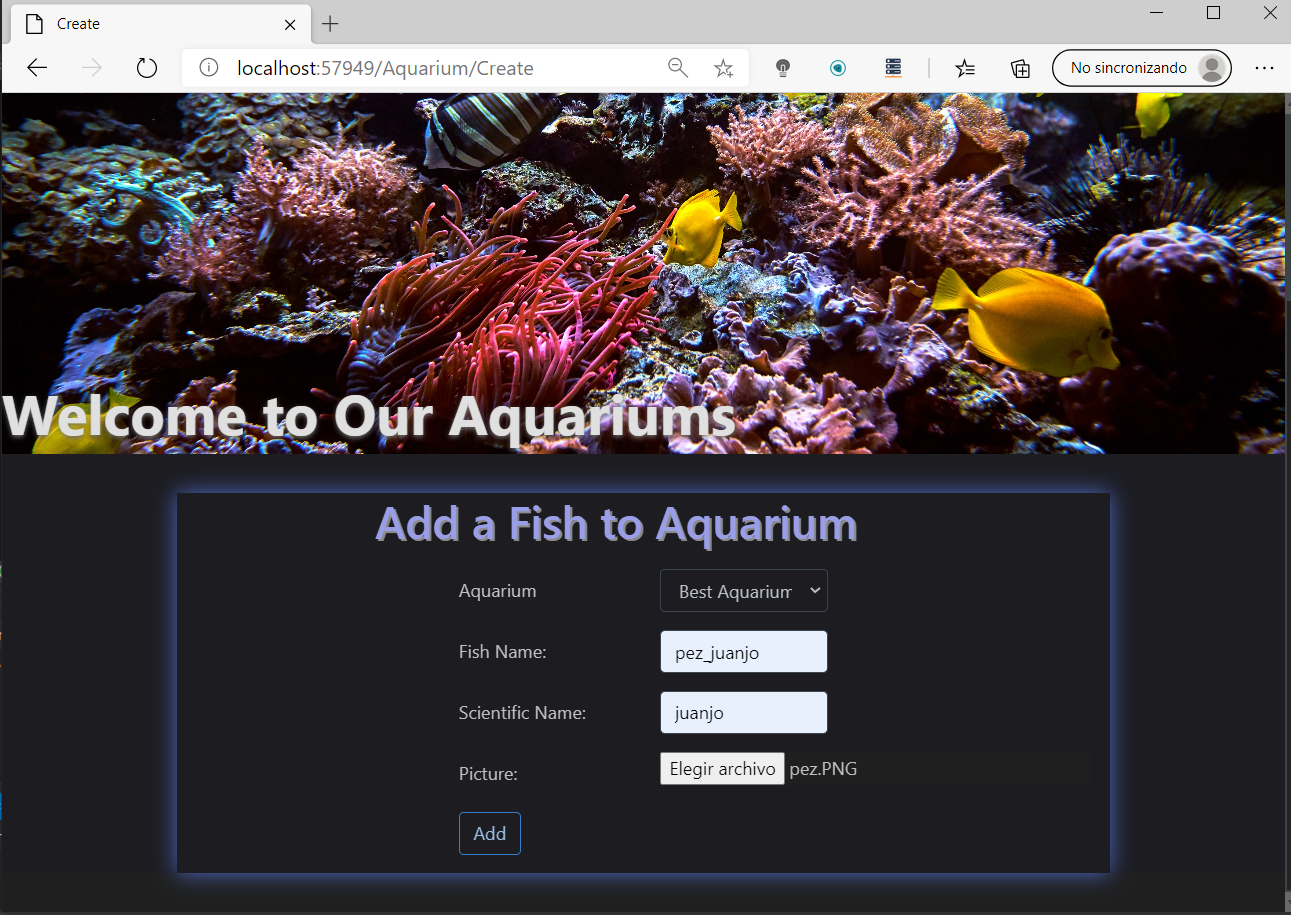 Create
localhost:57949/Aquarium/Create
No sincronizando
Welcome to Our Aquariums
Add a Fish to Aquarium
Aquarium Best Aquarium
Fish Name: pez_juanjo
Scientific Name: juanjo
Picture: Elegir archivo pez.PNG
Add